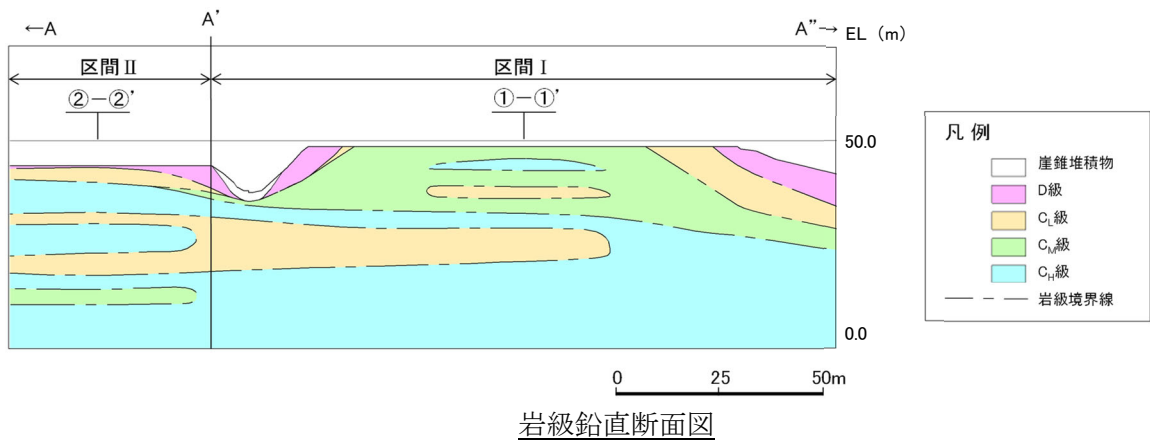 ←A
A'
A"→
EL (m)
区間Ⅱ
区間Ⅰ
②−②'
①−①'
50.0
0.0
凡 例
崖錐堆積物
D級
CL級
CM級
CH級
岩級境界線
0 25 50m
岩級鉛直断面図